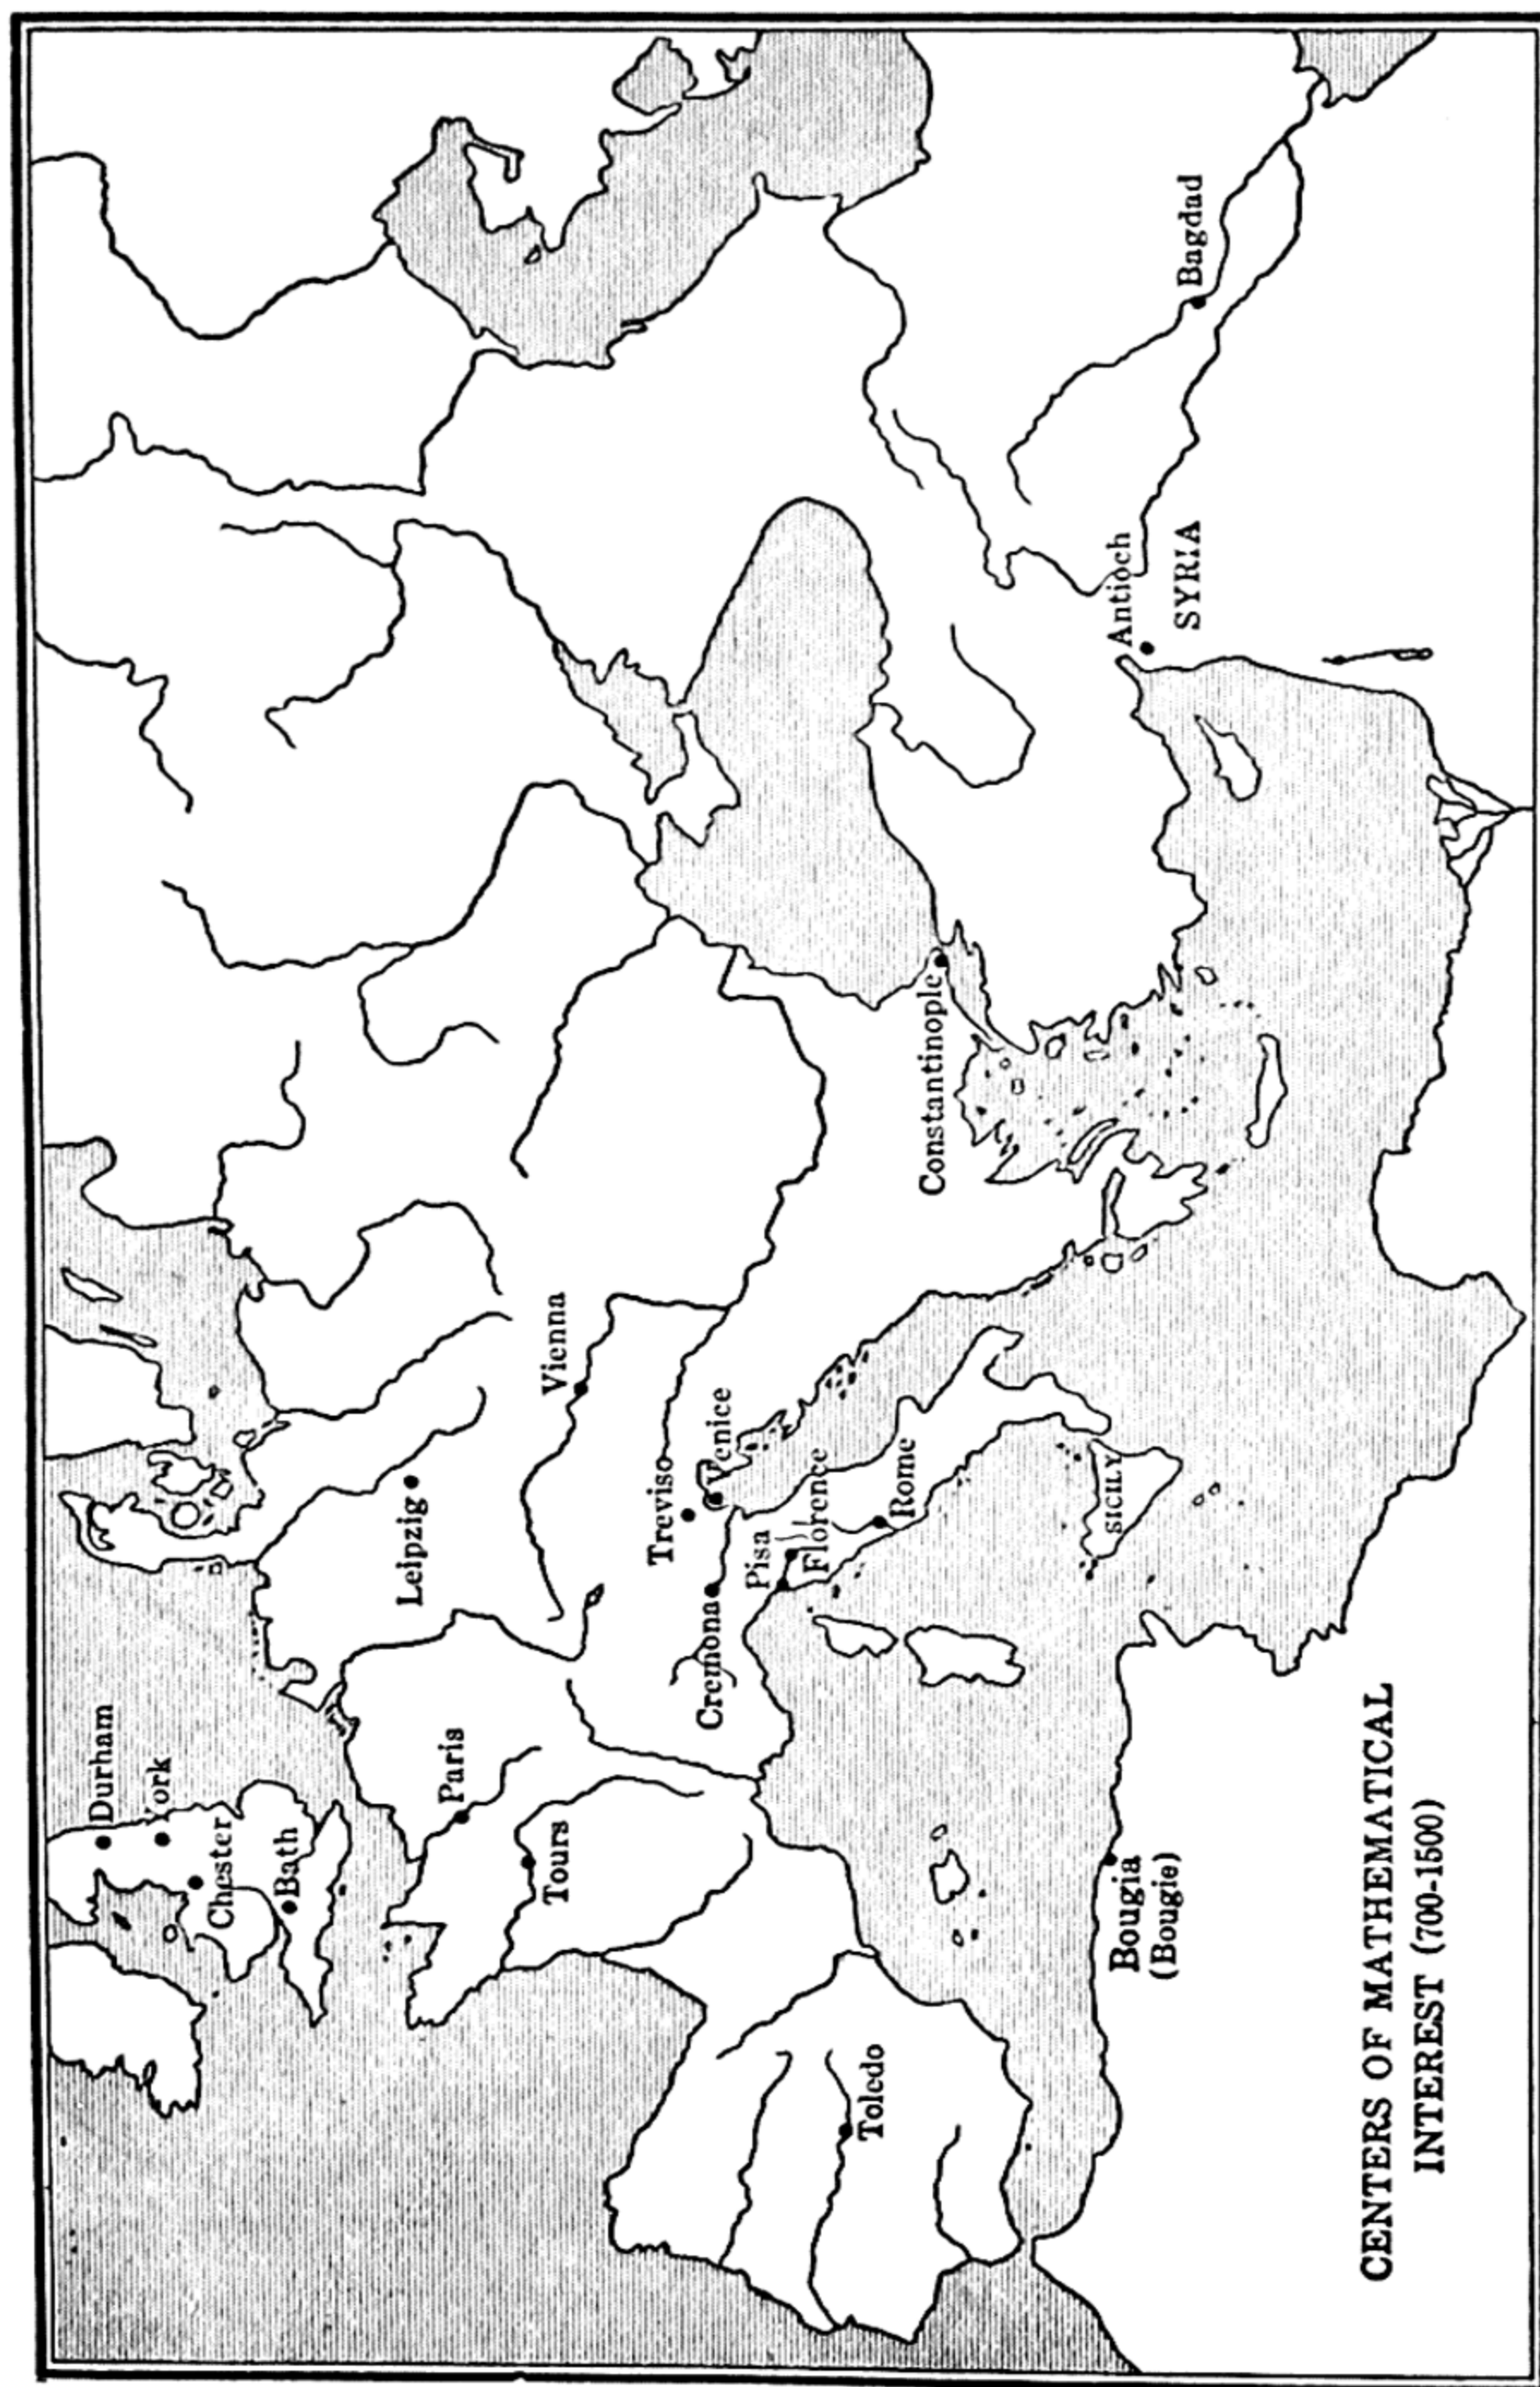 Durham
York
Chester
Bath
Leipzig
Paris
Vienna
Tours
Treviso
Venice
Cremona
Pisa
Florence
Rome
Toledo
Constantinople
SICILY
Antioch
SYRIA
Bagdad
Bougia
(Bougie)
CENTERS OF MATHEMATICAL
INTEREST (700-1500)